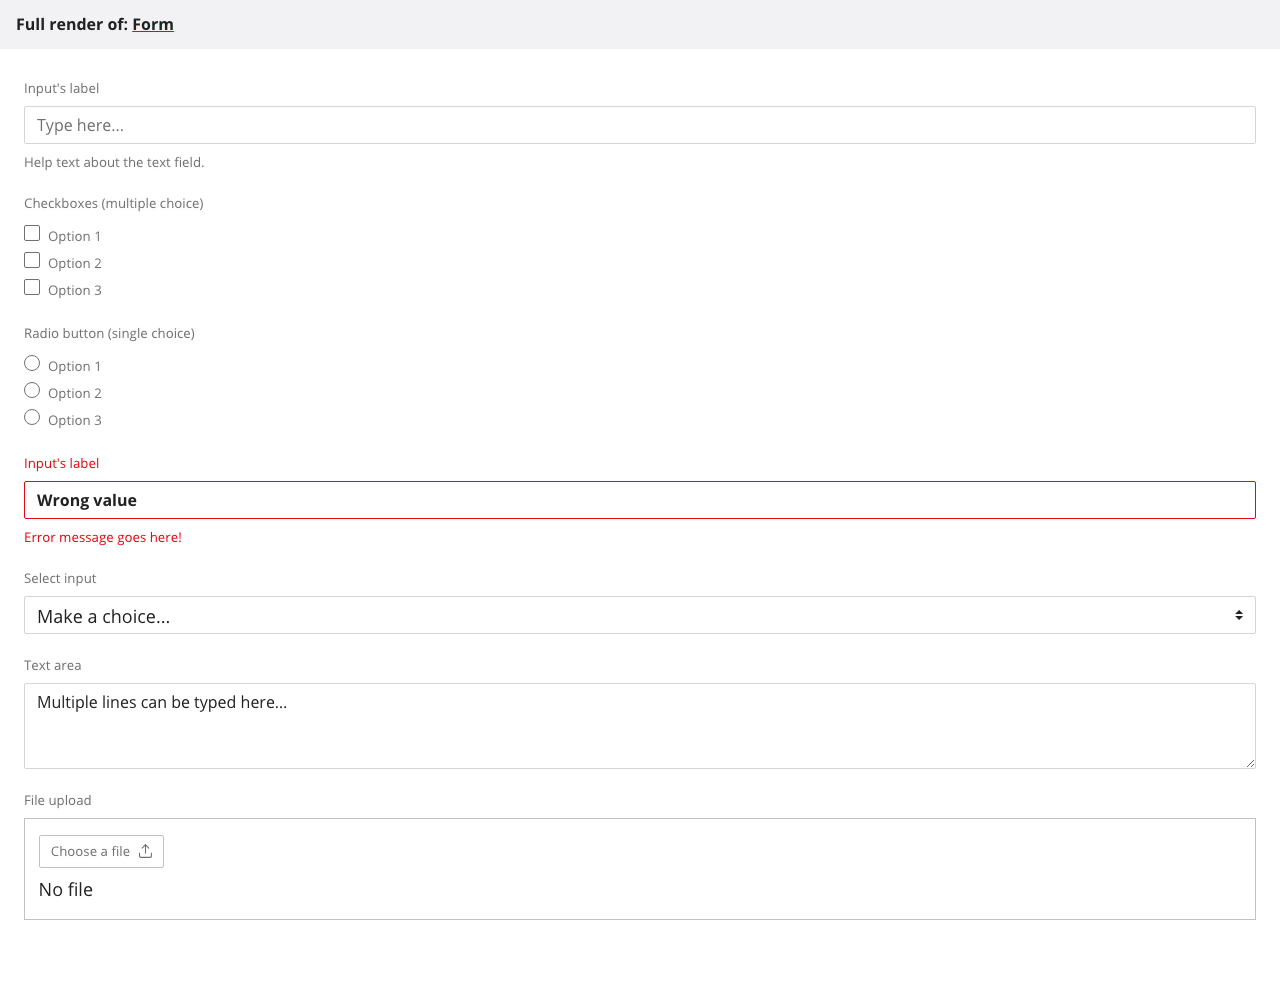 Full render of: Form
Input's label
Type here...
Help text about the text field.
Checkboxes (multiple choice)
Option 1
Option 2
Option 3
Radio button (single choice)
Option 1
Option 2
Option 3
Input's label
Wrong value
Error message goes here!
Select input
Make a choice...
Text area
Multiple lines can be typed here...
File upload
Choose a file
No file